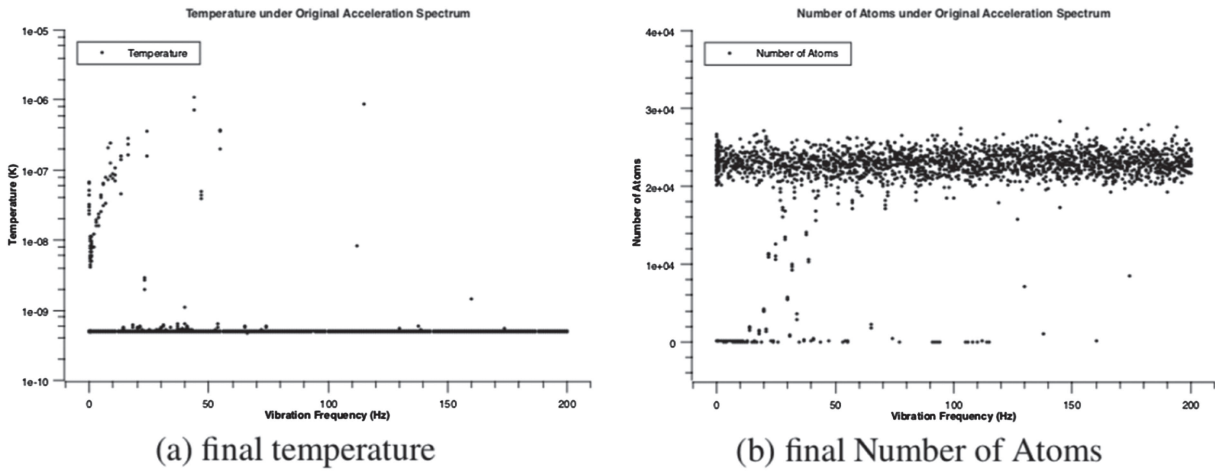 Temperature under Original Acceleration Spectrum
1e-05
Temperature
1e-06
1e-07
Temperature (K)
1e-08
1e-09
1e-10
0 50 100 150 200
Vibration Frequency (Hz)
(a) final temperature
Number of Atoms under Original Acceleration Spectrum
4e+04
Number of Atoms
3e+04
2e+04
Number of Atoms
1e+04
0
0 50 100 150 200
Vibration Frequency (Hz)
(b) final Number of Atoms